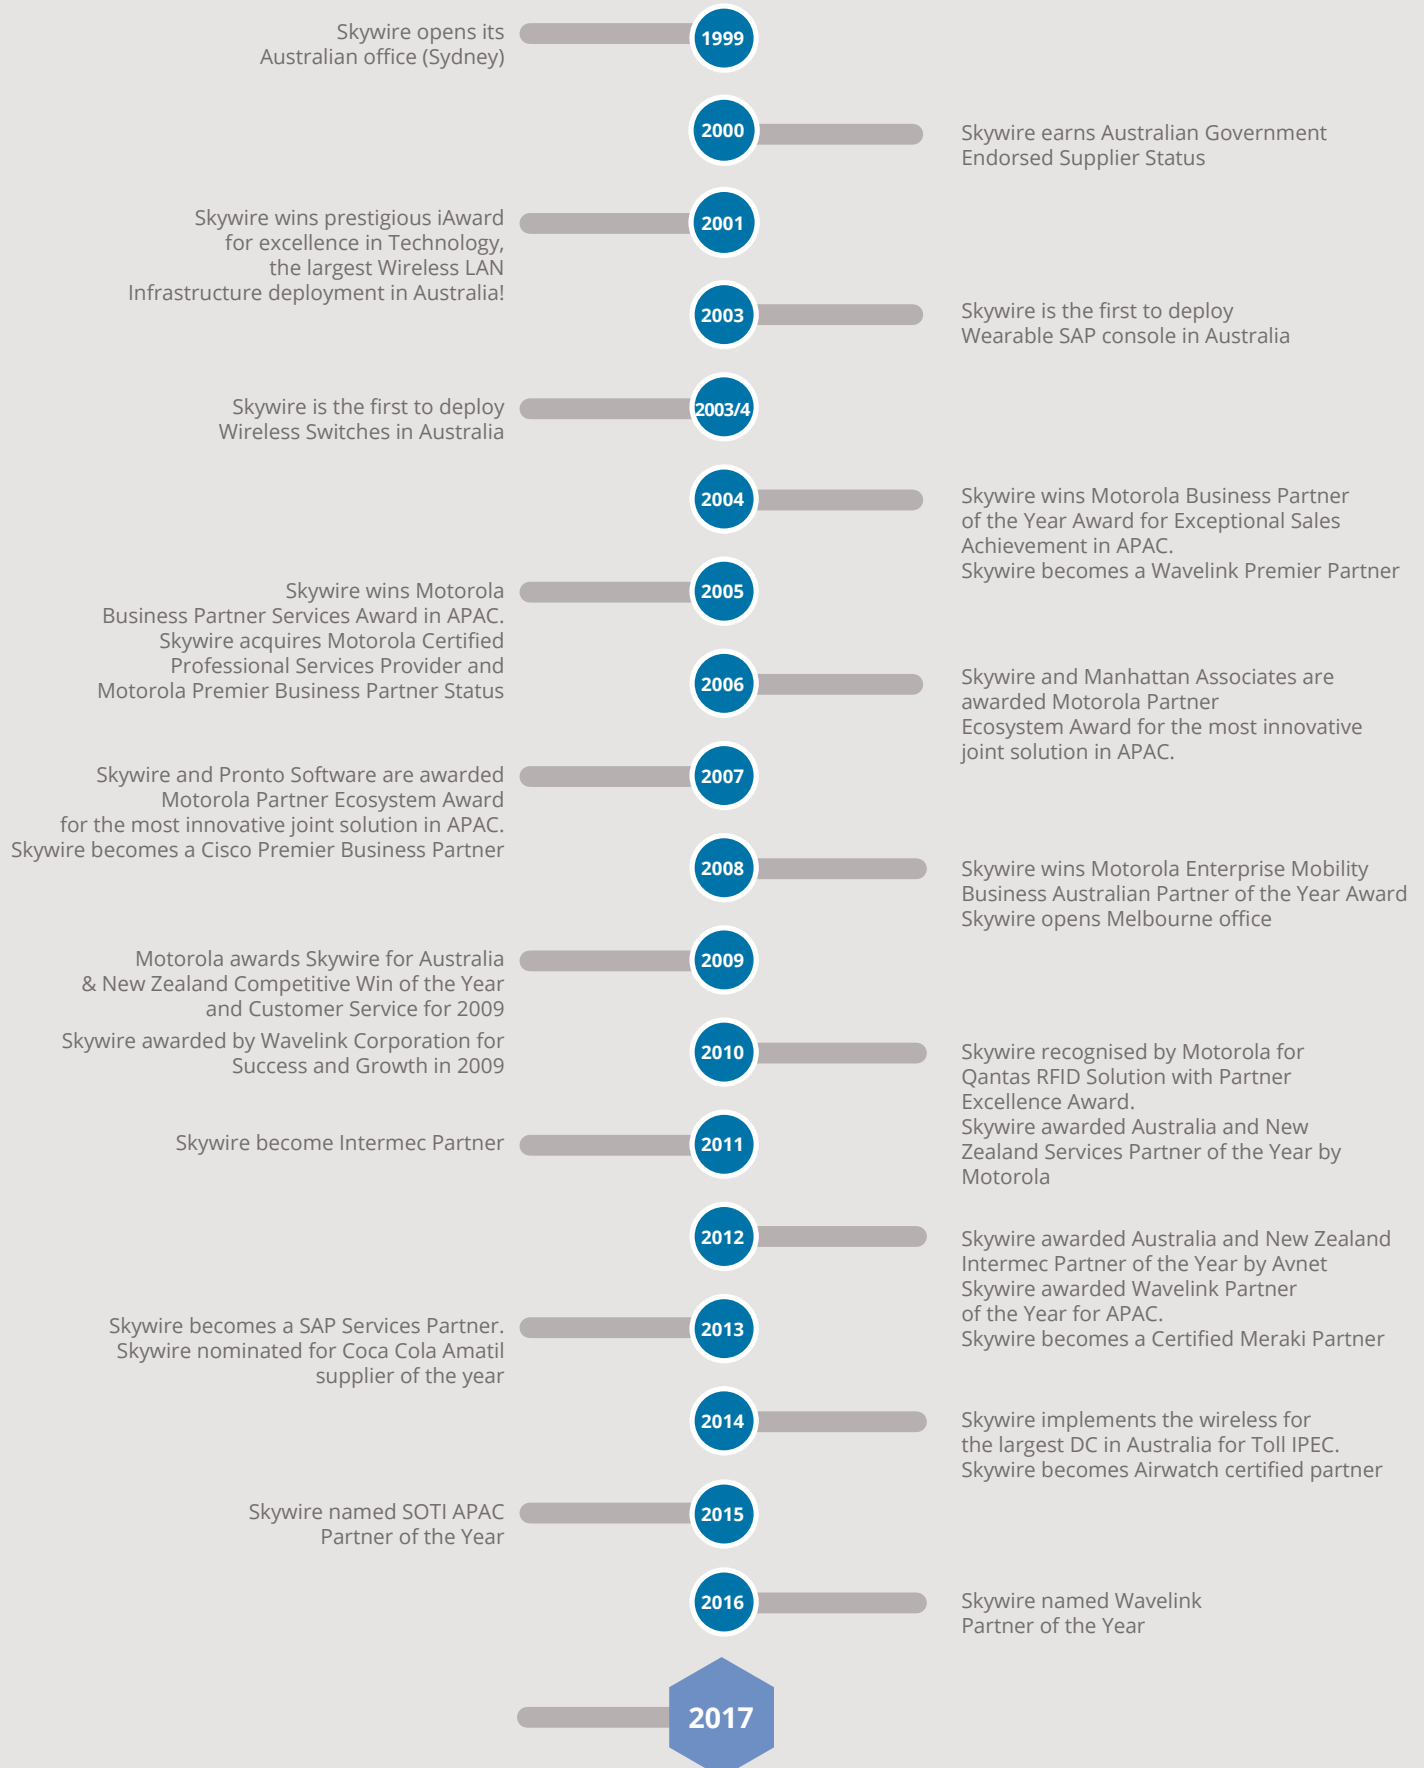 Skywire opens its
Australian office (Sydney)
1999
2000
Skywire earns Australian Government
Endorsed Supplier Status
Skywire wins prestigious iAward
for excellence in Technology,
the largest Wireless LAN
Infrastructure deployment in Australia!
2001
2003
Skywire is the first to deploy
Wearable SAP console in Australia
Skywire is the first to deploy
Wireless Switches in Australia
2003/4
2004
Skywire wins Motorola Business Partner
of the Year Award for Exceptional Sales
Achievement in APAC.
Skywire becomes a Wavelink Premier Partner
Skywire wins Motorola
Business Partner Services Award in APAC.
Skywire acquires Motorola Certified
Professional Services Provider and
Motorola Premier Business Partner Status
2005
2006
Skywire and Manhattan Associates are
awarded Motorola Partner
Ecosystem Award for the most innovative
joint solution in APAC.
Skywire and Pronto Software are awarded
Motorola Partner Ecosystem Award
for the most innovative joint solution in APAC.
Skywire becomes a Cisco Premier Business Partner
2007
2008
Skywire wins Motorola Enterprise Mobility
Business Australian Partner of the Year Award
Skywire opens Melbourne office
Motorola awards Skywire for Australia
& New Zealand Competitive Win of the Year
and Customer Service for 2009
2009
Skywire awarded by Wavelink Corporation for
Success and Growth in 2009
2010
Skywire recognised by Motorola for
Qantas RFID Solution with Partner
Excellence Award.
Skywire awarded Australia and New
Zealand Services Partner of the Year by
Motorola
Skywire become Intermec Partner
2011
2012
Skywire awarded Australia and New Zealand
Intermec Partner of the Year by Avnet
Skywire awarded Wavelink Partner
of the Year for APAC.
Skywire becomes a Certified Meraki Partner
Skywire becomes a SAP Services Partner.
Skywire nominated for Coca Cola Amatil
supplier of the year
2013
2014
Skywire implements the wireless for
the largest DC in Australia for Toll IPEC.
Skywire becomes Airwatch certified partner
Skywire named SOTI APAC
Partner of the Year
2015
2016
Skywire named Wavelink
Partner of the Year
2017